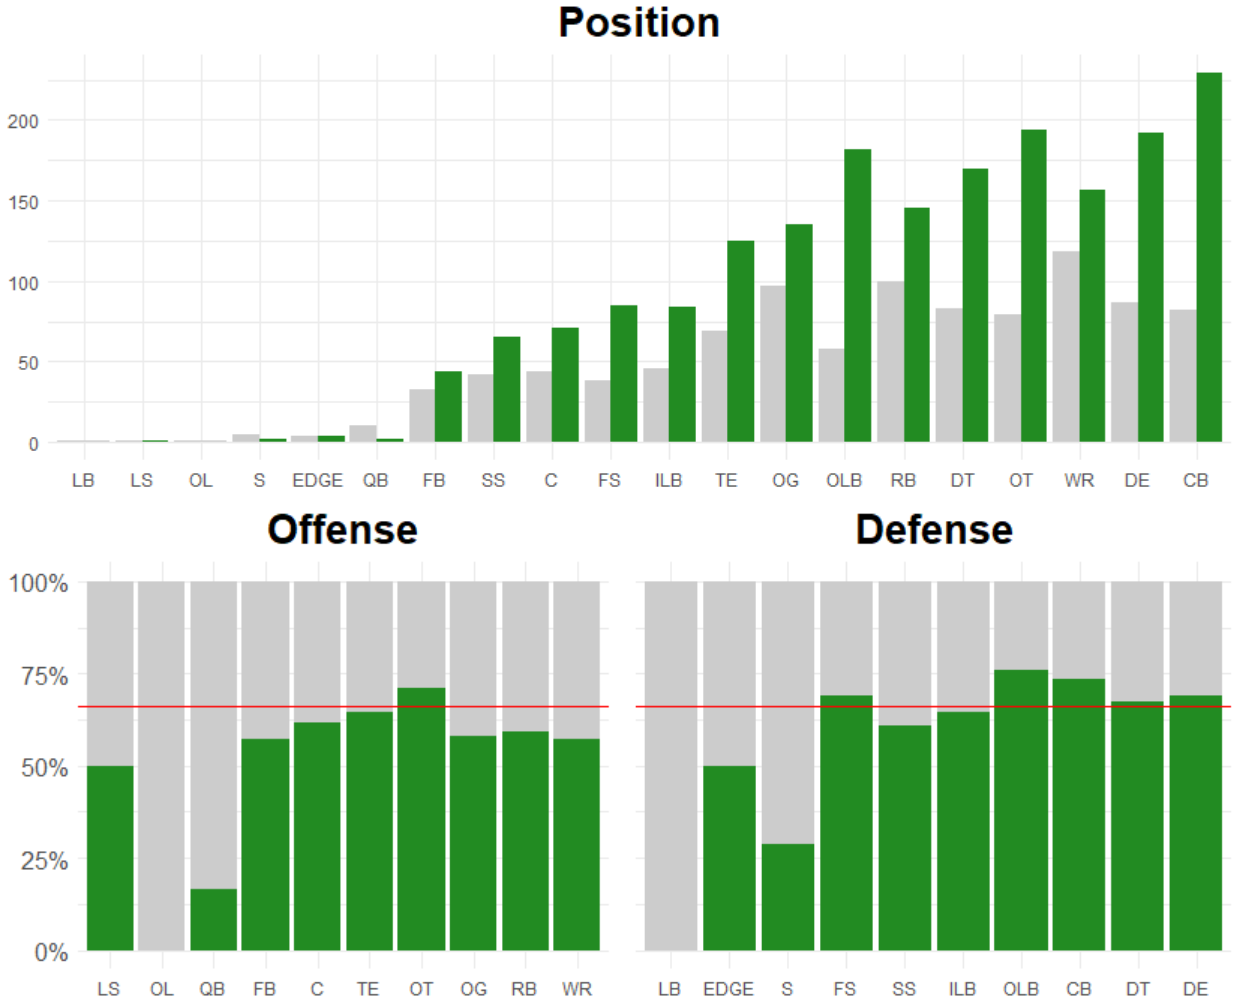 Position
200
150
100
50
0
LB LS OL S EDGE QB FB SS C FS ILB TE OG OLB RB DT OT WR DE CB
Offense
Defense
100%
75%
50%
25%
0%
LS OL QB FB C TE OT OG RB WR
LB EDGE S FS SS ILB OLB CB DT DE